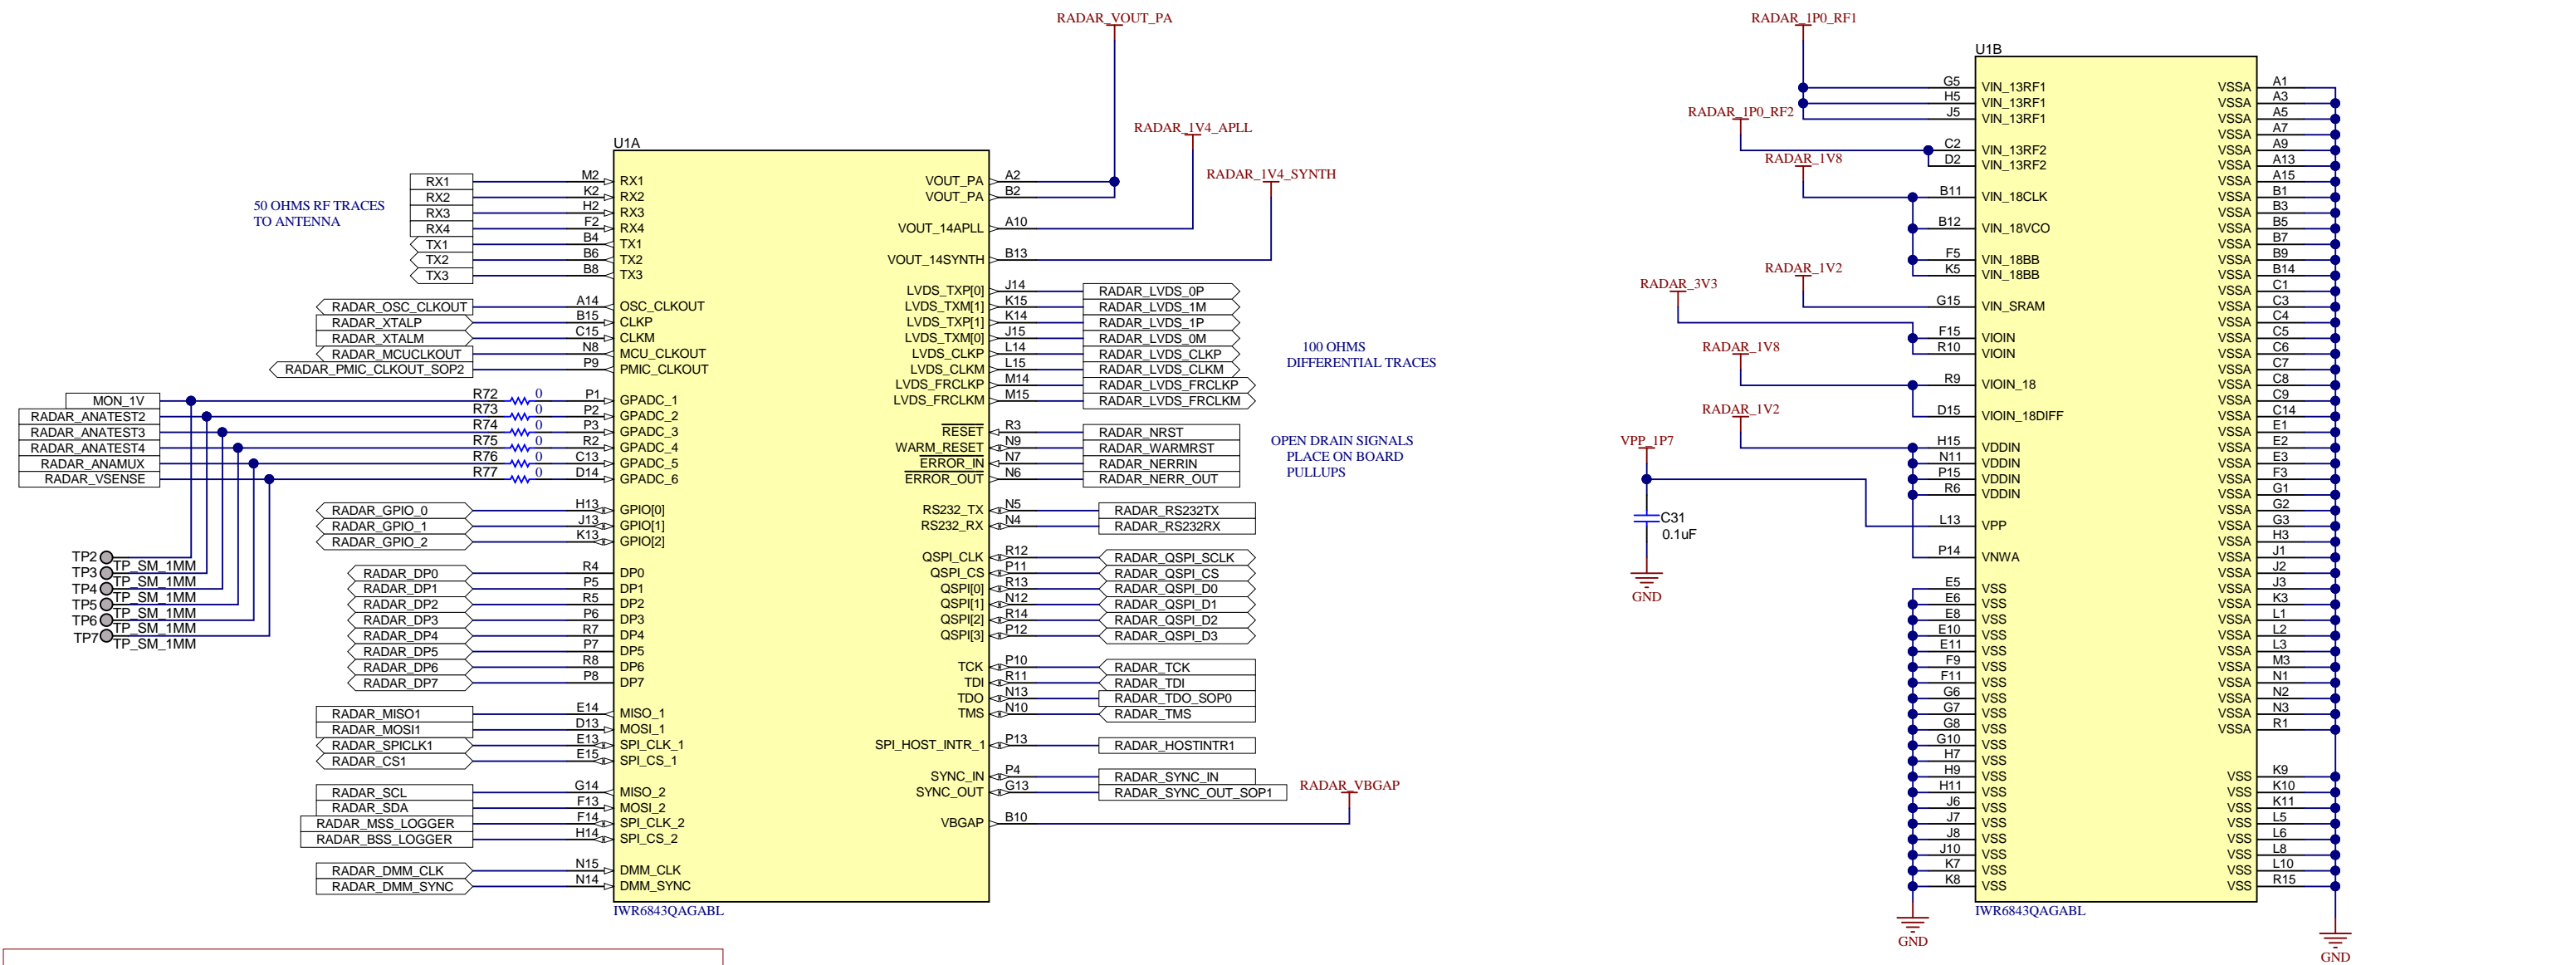 RADAR_VOUT_PA
RADAR_1V4_APLL
RADAR_1V4_SYNTH
U1A
50 OHMS RF TRACES
TO ANTENNA
RX1 M2 RX1
RX2 K2 RX2
RX3 H2 RX3
RX4 F2 RX4
TX1 B4 TX1
TX2 B6 TX2
TX3 B8 TX3
RADAR_OSC_CLKOUT A14 OSC_CLKOUT
RADAR_XTALP B15 CLKP
RADAR_XTALM C15 CLKM
RADAR_MCUCLKOUT N8 MCU_CLKOUT
RADAR_PMIC_CLKOUT_SOP2 P9 PMIC_CLKOUT
MON_1V R72 0 P1 GPADC_1
RADAR_ANATEST2 R73 0 P2 GPADC_2
RADAR_ANATEST3 R74 0 P3 GPADC_3
RADAR_ANATEST4 R75 0 R2 GPADC_4
RADAR_ANAMUX R76 0 C13 GPADC_5
RADAR_VSENSE R77 0 D14 GPADC_6
RADAR_GPIO_0 H13 GPIO[0]
RADAR_GPIO_1 J13 GPIO[1]
RADAR_GPIO_2 K13 GPIO[2]
TP2 TP_SM_1MM
TP3 TP_SM_1MM
TP4 TP_SM_1MM
TP5 TP_SM_1MM
TP6 TP_SM_1MM
TP7 TP_SM_1MM
RADAR_DP0 R4 DP0
RADAR_DP1 P5 DP1
RADAR_DP2 R5 DP2
RADAR_DP3 P6 DP3
RADAR_DP4 R7 DP4
RADAR_DP5 P7 DP5
RADAR_DP6 R8 DP6
RADAR_DP7 P8 DP7
RADAR_MISO1 E14 MISO_1
RADAR_MOSI1 D13 MOSI_1
RADAR_SPICLK1 E13 SPI_CLK_1
RADAR_CS1 E15 SPI_CS_1
RADAR_SCL G14 MISO_2
RADAR_SDA F13 MOSI_2
RADAR_MSS_LOGGER F14 SPI_CLK_2
RADAR_BSS_LOGGER H14 SPI_CS_2
RADAR_DMM_CLK N15 DMM_CLK
RADAR_DMM_SYNC N14 DMM_SYNC
IWR6843QAGABL
VOUT_PA A2
VOUT_PA B2
VOUT_14APLL A10
VOUT_14SYNTH B13
LVDS_TXP[0] J14 RADAR_LVDS_0P
LVDS_TXM[1] K15 RADAR_LVDS_1M
LVDS_TXP[1] K14 RADAR_LVDS_1P
LVDS_TXM[0] J15 RADAR_LVDS_0M
LVDS_CLKP L14 RADAR_LVDS_CLKP
LVDS_CLKM L15 RADAR_LVDS_CLKM
LVDS_FRCLKP M14 RADAR_LVDS_FRCLKP
LVDS_FRCLKM M15 RADAR_LVDS_FRCLKM
100 OHMS
DIFFERENTIAL TRACES
RESET R3 RADAR_NRST
WARM_RESET N9 RADAR_WARMRST
ERROR_IN N7 RADAR_NERRIN
ERROR_OUT N6 RADAR_NERR_OUT
OPEN DRAIN SIGNALS
PLACE ON BOARD
PULLUPS
RS232_TX N5 RADAR_RS232TX
RS232_RX N4 RADAR_RS232RX
QSPI_CLK R12 RADAR_QSPI_SCLK
QSPI_CS P11 RADAR_QSPI_CS
QSPI[0] R13 RADAR_QSPI_D0
QSPI[1] N12 RADAR_QSPI_D1
QSPI[2] R14 RADAR_QSPI_D2
QSPI[3] P12 RADAR_QSPI_D3
TCK P10 RADAR_TCK
TDI R11 RADAR_TDI
TDO N13 RADAR_TDO_SOP0
TMS N10 RADAR_TMS
SPI_HOST_INTR_1 P13 RADAR_HOSTINTR1
SYNC_IN P4 RADAR_SYNC_IN
SYNC_OUT G13 RADAR_SYNC_OUT_SOP1
RADAR_VBGAP
VBGAP B10
RADAR_1P0_RF1
U1B
G5 VIN_13RF1
H5 VIN_13RF1
J5 VIN_13RF1
RADAR_1P0_RF2
C2 VIN_13RF2
D2 VIN_13RF2
RADAR_1V8
B11 VIN_18CLK
B12 VIN_18VCO
F5 VIN_18BB
K5 VIN_18BB
RADAR_1V2
G15 VIN_SRAM
RADAR_3V3
F15 VIOIN
R10 VIOIN
RADAR_1V8
R9 VIOIN_18
D15 VIOIN_18DIFF
RADAR_1V2
H15 VDDIN
N11 VDDIN
P15 VDDIN
R6 VDDIN
VPP_1P7
C31
0.1uF
GND
L13 VPP
P14 VNWA
E5 VSS
E6 VSS
E8 VSS
E10 VSS
E11 VSS
F9 VSS
F11 VSS
G6 VSS
G7 VSS
G8 VSS
G10 VSS
H7 VSS
H9 VSS
H11 VSS
J6 VSS
J7 VSS
J8 VSS
J10 VSS
K7 VSS
K8 VSS
GND
IWR6843QAGABL
VSSA A1
VSSA A3
VSSA A5
VSSA A7
VSSA A9
VSSA A13
VSSA A15
VSSA B1
VSSA B3
VSSA B5
VSSA B7
VSSA B9
VSSA B14
VSSA C1
VSSA C3
VSSA C4
VSSA C5
VSSA C6
VSSA C7
VSSA C8
VSSA C9
VSSA C14
VSSA E1
VSSA E2
VSSA E3
VSSA F3
VSSA G1
VSSA G2
VSSA G3
VSSA H3
VSSA J1
VSSA J2
VSSA J3
VSSA K3
VSSA L1
VSSA L2
VSSA L3
VSSA M3
VSSA N1
VSSA N2
VSSA N3
VSSA R1
VSS K9
VSS K10
VSS K11
VSS L5
VSS L6
VSS L8
VSS L10
VSS R15
GND